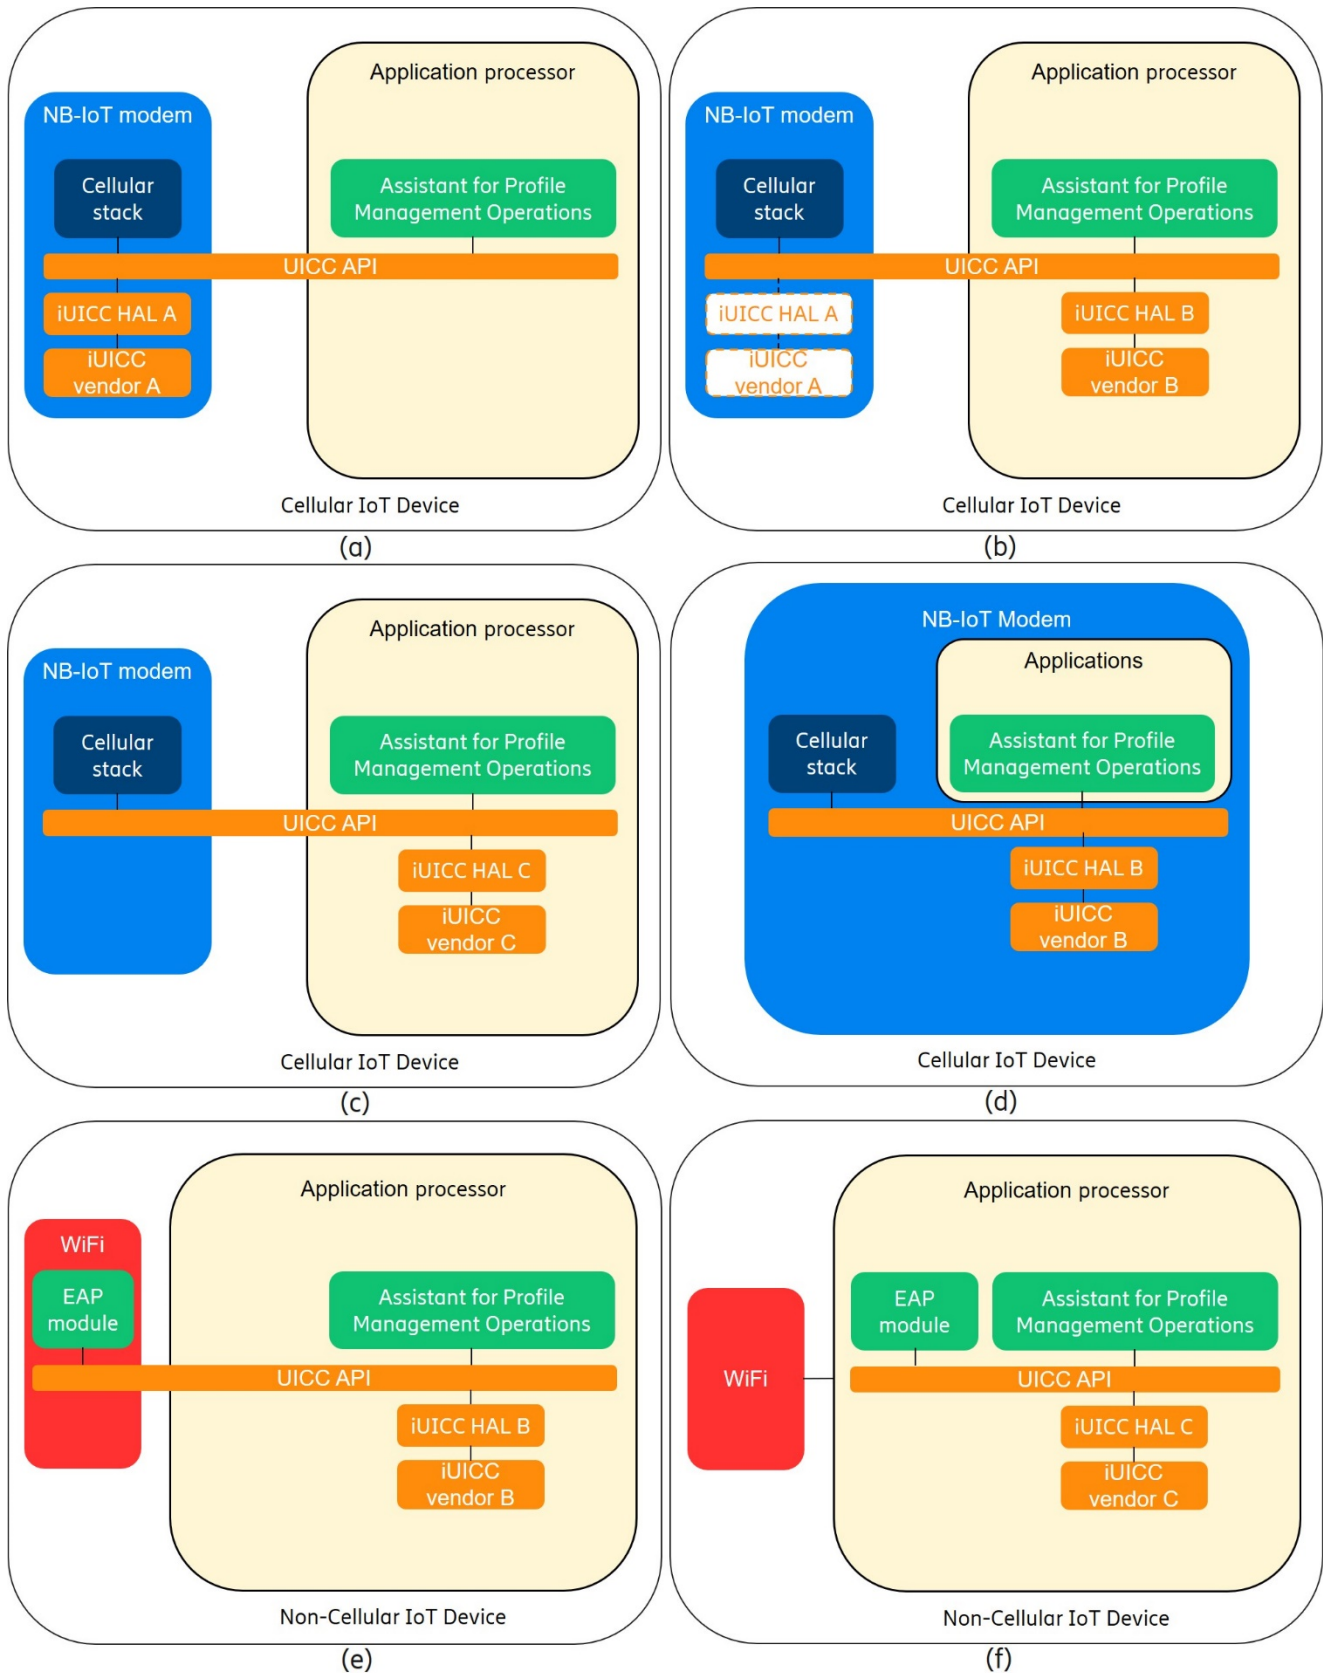 Application processor
NB-IoT modem
Cellular
stack
Assistant for Profile
Management Operations
UICC API
iUICC HAL A
iUICC
vendor A
Cellular IoT Device
(a)
Application processor
NB-IoT modem
Cellular
stack
Assistant for Profile
Management Operations
UICC API
iUICC HAL A
iUICC
vendor A
iUICC HAL B
iUICC
vendor B
Cellular IoT Device
(b)
Application processor
NB-IoT modem
Cellular
stack
Assistant for Profile
Management Operations
UICC API
iUICC HAL C
iUICC
vendor C
Cellular IoT Device
(c)
NB-IoT Modem
Applications
Cellular
stack
Assistant for Profile
Management Operations
UICC API
iUICC HAL B
iUICC
vendor B
Cellular IoT Device
(d)
Application processor
WiFi
EAP
module
Assistant for Profile
Management Operations
UICC API
iUICC HAL B
iUICC
vendor B
Non-Cellular IoT Device
(e)
Application processor
WiFi
EAP
module
Assistant for Profile
Management Operations
UICC API
iUICC HAL C
iUICC
vendor C
Non-Cellular IoT Device
(f)